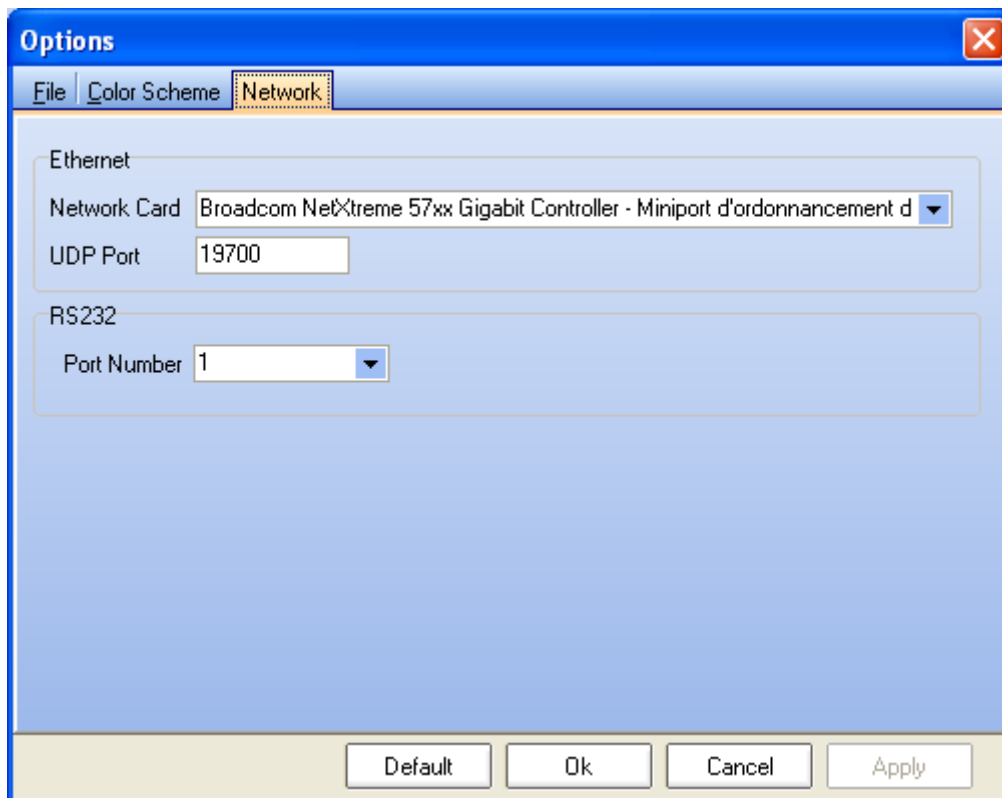 Options
File Color Scheme Network
Ethernet
Network Card Broadcom NetXtreme 57xx Gigabit Controller - Miniport d'ordonnancement d
UDP Port 19700
RS232
Port Number 1
Default Ok Cancel Apply